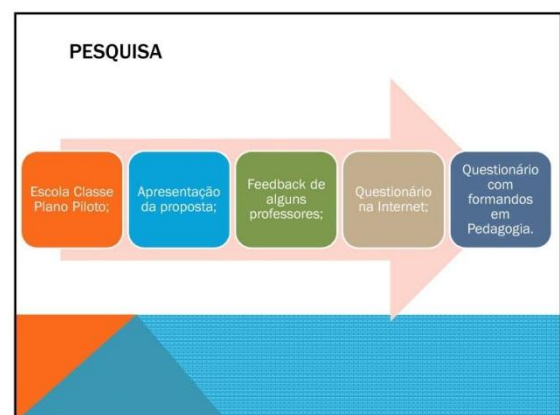 PESQUISA
Escola Classe
Plano Piloto;
Apresentação
da proposta;
Feedback de
alguns
professores;
Questionário
na Internet;
Questionário
com
formandos
em
Pedagogia.